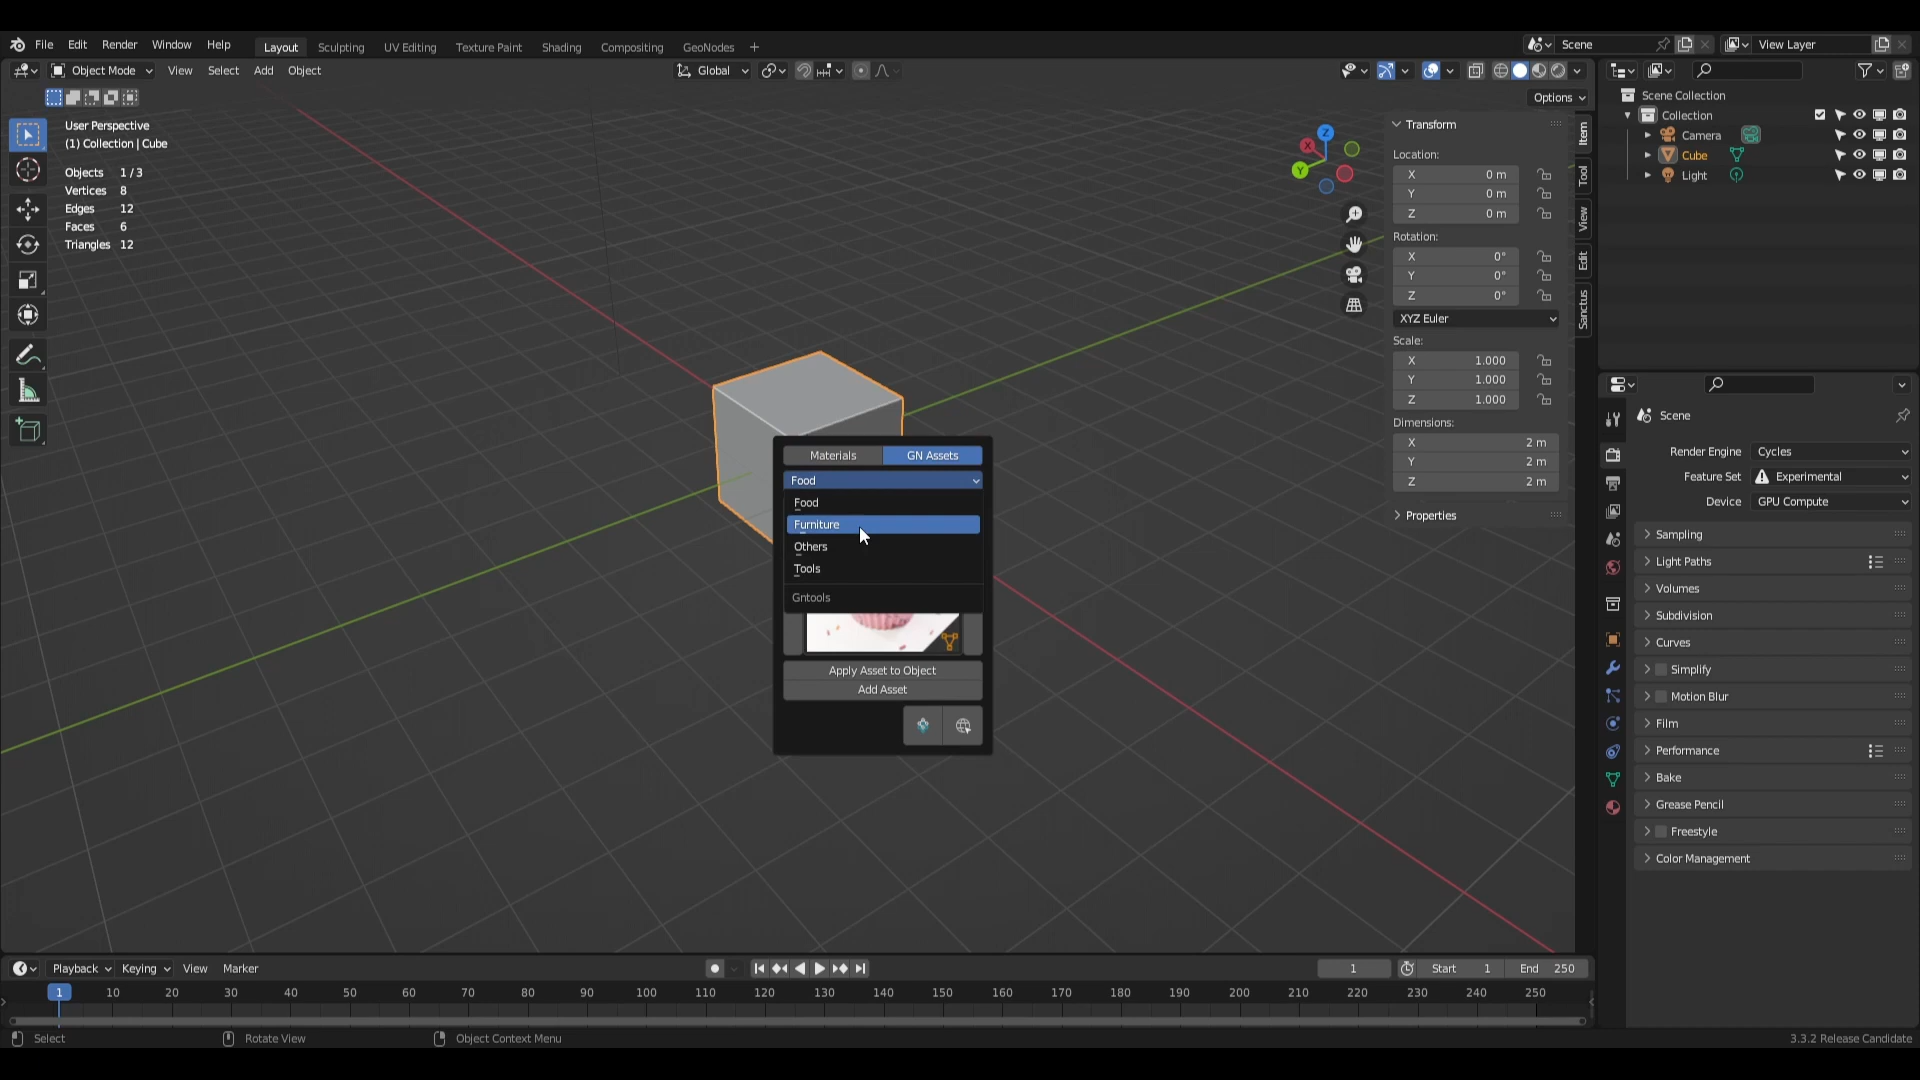 File Edit Render Window Help Layout Sculpting UV Editing Texture Paint Shading Compositing GeoNodes + Scene View Layer
Object Mode View Select Add Object Global
Options
User Perspective
(1) Collection | Cube
Objects 1 / 3
Vertices 8
Edges 12
Faces 6
Triangles 12
Z
X
Y
Transform
Location:
X 0 m
Y 0 m
Z 0 m
Rotation:
X 0°
Y 0°
Z 0°
XYZ Euler
Scale:
X 1.000
Y 1.000
Z 1.000
Dimensions:
X 2 m
Y 2 m
Z 2 m
Properties
Item
Tool
View
Edit
Sanctus
Materials GN Assets
Food
Food
Furniture
Others
Tools
Gntools
Apply Asset to Object
Add Asset
Scene Collection
Collection
Camera
Cube
Light
Scene
Render Engine Cycles
Feature Set Experimental
Device GPU Compute
Sampling
Light Paths
Volumes
Subdivision
Curves
Simplify
Motion Blur
Film
Performance
Bake
Grease Pencil
Freestyle
Color Management
Playback Keying View Marker 1 Start 1 End 250
1 10 20 30 40 50 60 70 80 90 100 110 120 130 140 150 160 170 180 190 200 210 220 230 240 250
Select Rotate View Object Context Menu 3.3.2 Release Candidate